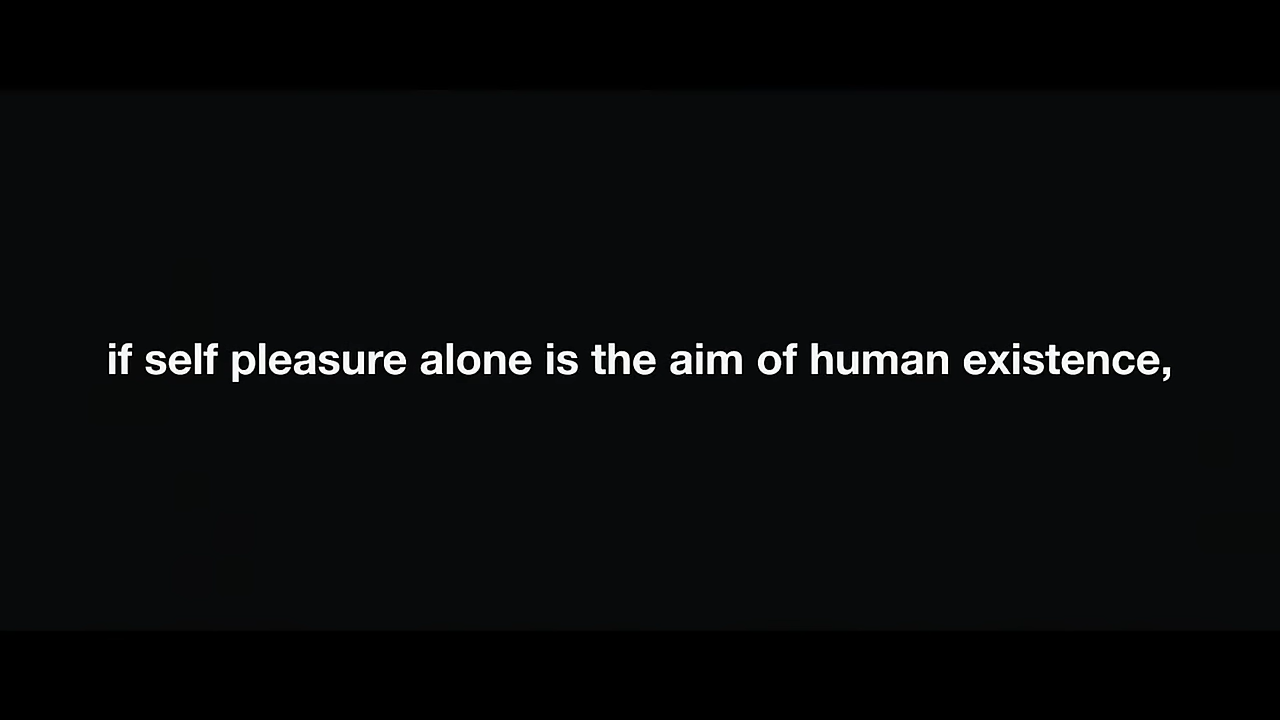 if self pleasure alone is the aim of human existence,